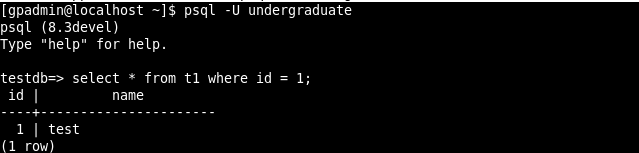 [gpadmin@localhost ~]$ psql -U undergraduate
psql (8.3devel)
Type "help" for help.

testdb=> select * from t1 where id = 1;
 id |         name
----+----------------------
  1 | test
(1 row)